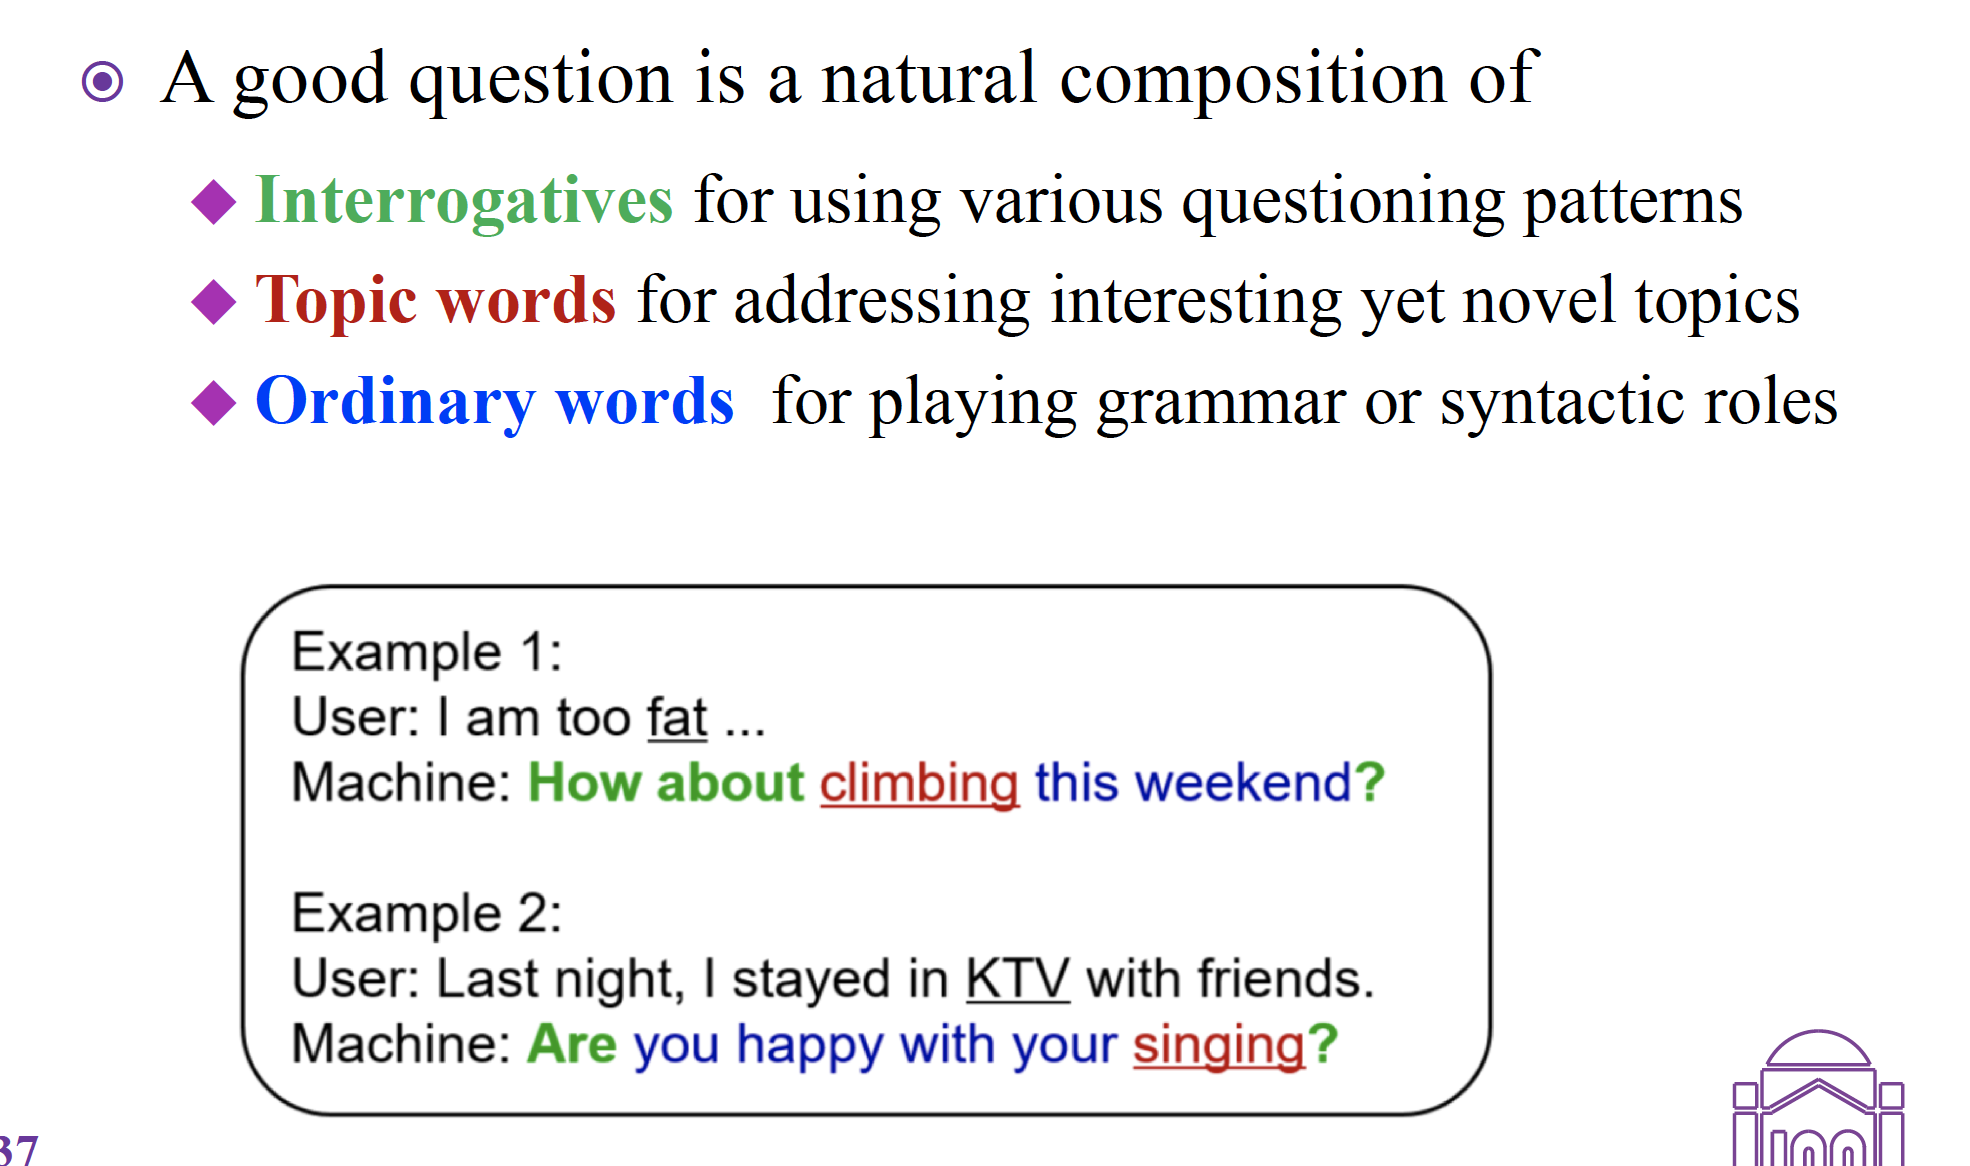 A good question is a natural composition of
Interrogatives for using various questioning patterns
Topic words for addressing interesting yet novel topics
Ordinary words for playing grammar or syntactic roles
Example 1:
User: I am too fat ...
Machine: How about climbing this weekend?
Example 2:
User: Last night, I stayed in KTV with friends.
Machine: Are you happy with your singing?
37